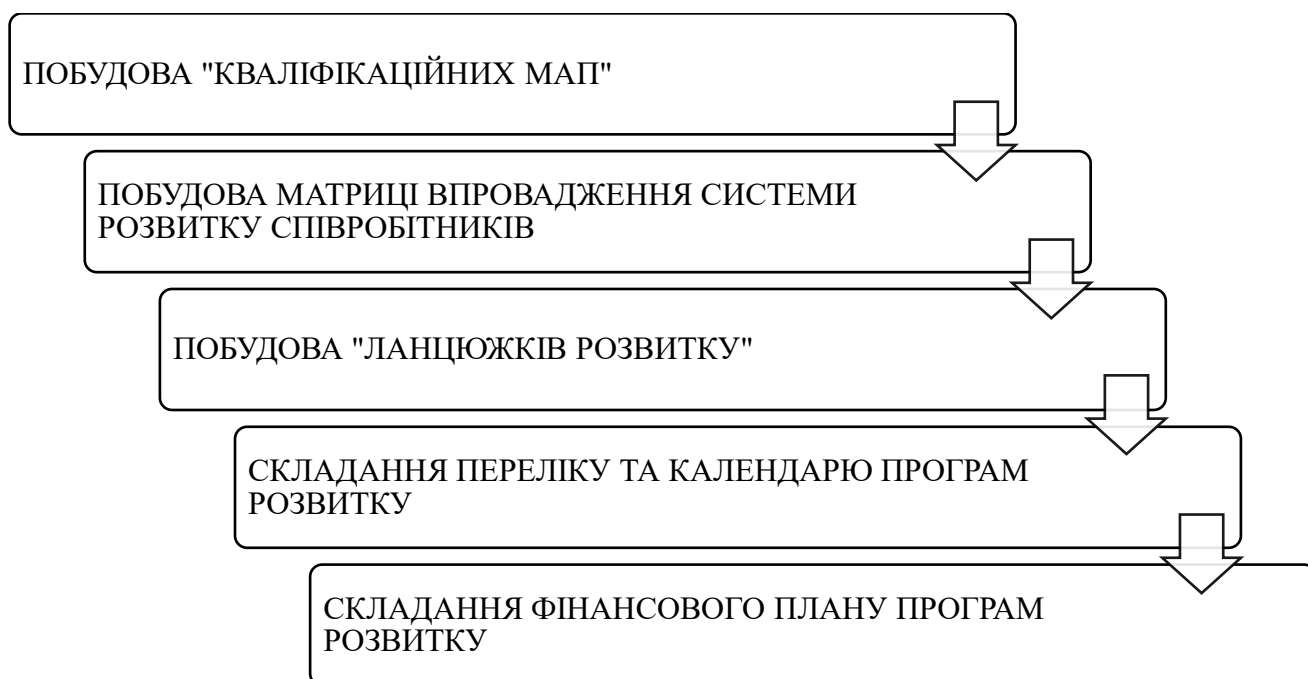 ПОБУДОВА "КВАЛІФІКАЦІЙНИХ МАП"
ПОБУДОВА МАТРИЦІ ВПРОВАДЖЕННЯ СИСТЕМИ
РОЗВИТКУ СПІВРОБІТНИКІВ
ПОБУДОВА "ЛАНЦЮЖКІВ РОЗВИТКУ"
СКЛАДАННЯ ПЕРЕЛІКУ ТА КАЛЕНДАРЮ ПРОГРАМ
РОЗВИТКУ
СКЛАДАННЯ ФІНАНСОВОГО ПЛАНУ ПРОГРАМ
РОЗВИТКУ